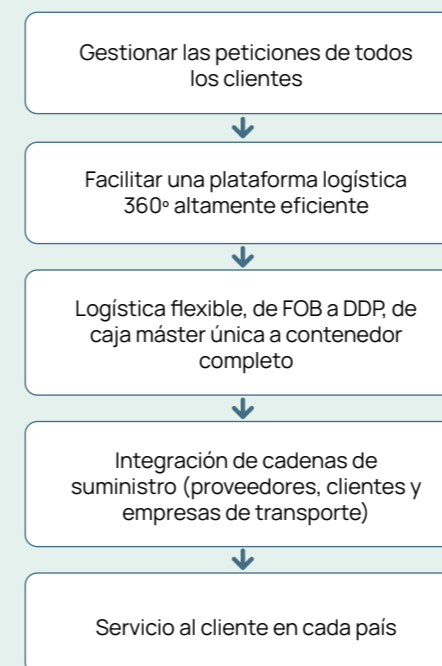 Gestionar las peticiones de todos
los clientes
Facilitar una plataforma logística
360º altamente eficiente
Logística flexible, de FOB a DDP, de
caja máster única a contenedor
completo
Integración de cadenas de
suministro (proveedores, clientes y
empresas de transporte)
Servicio al cliente en cada país